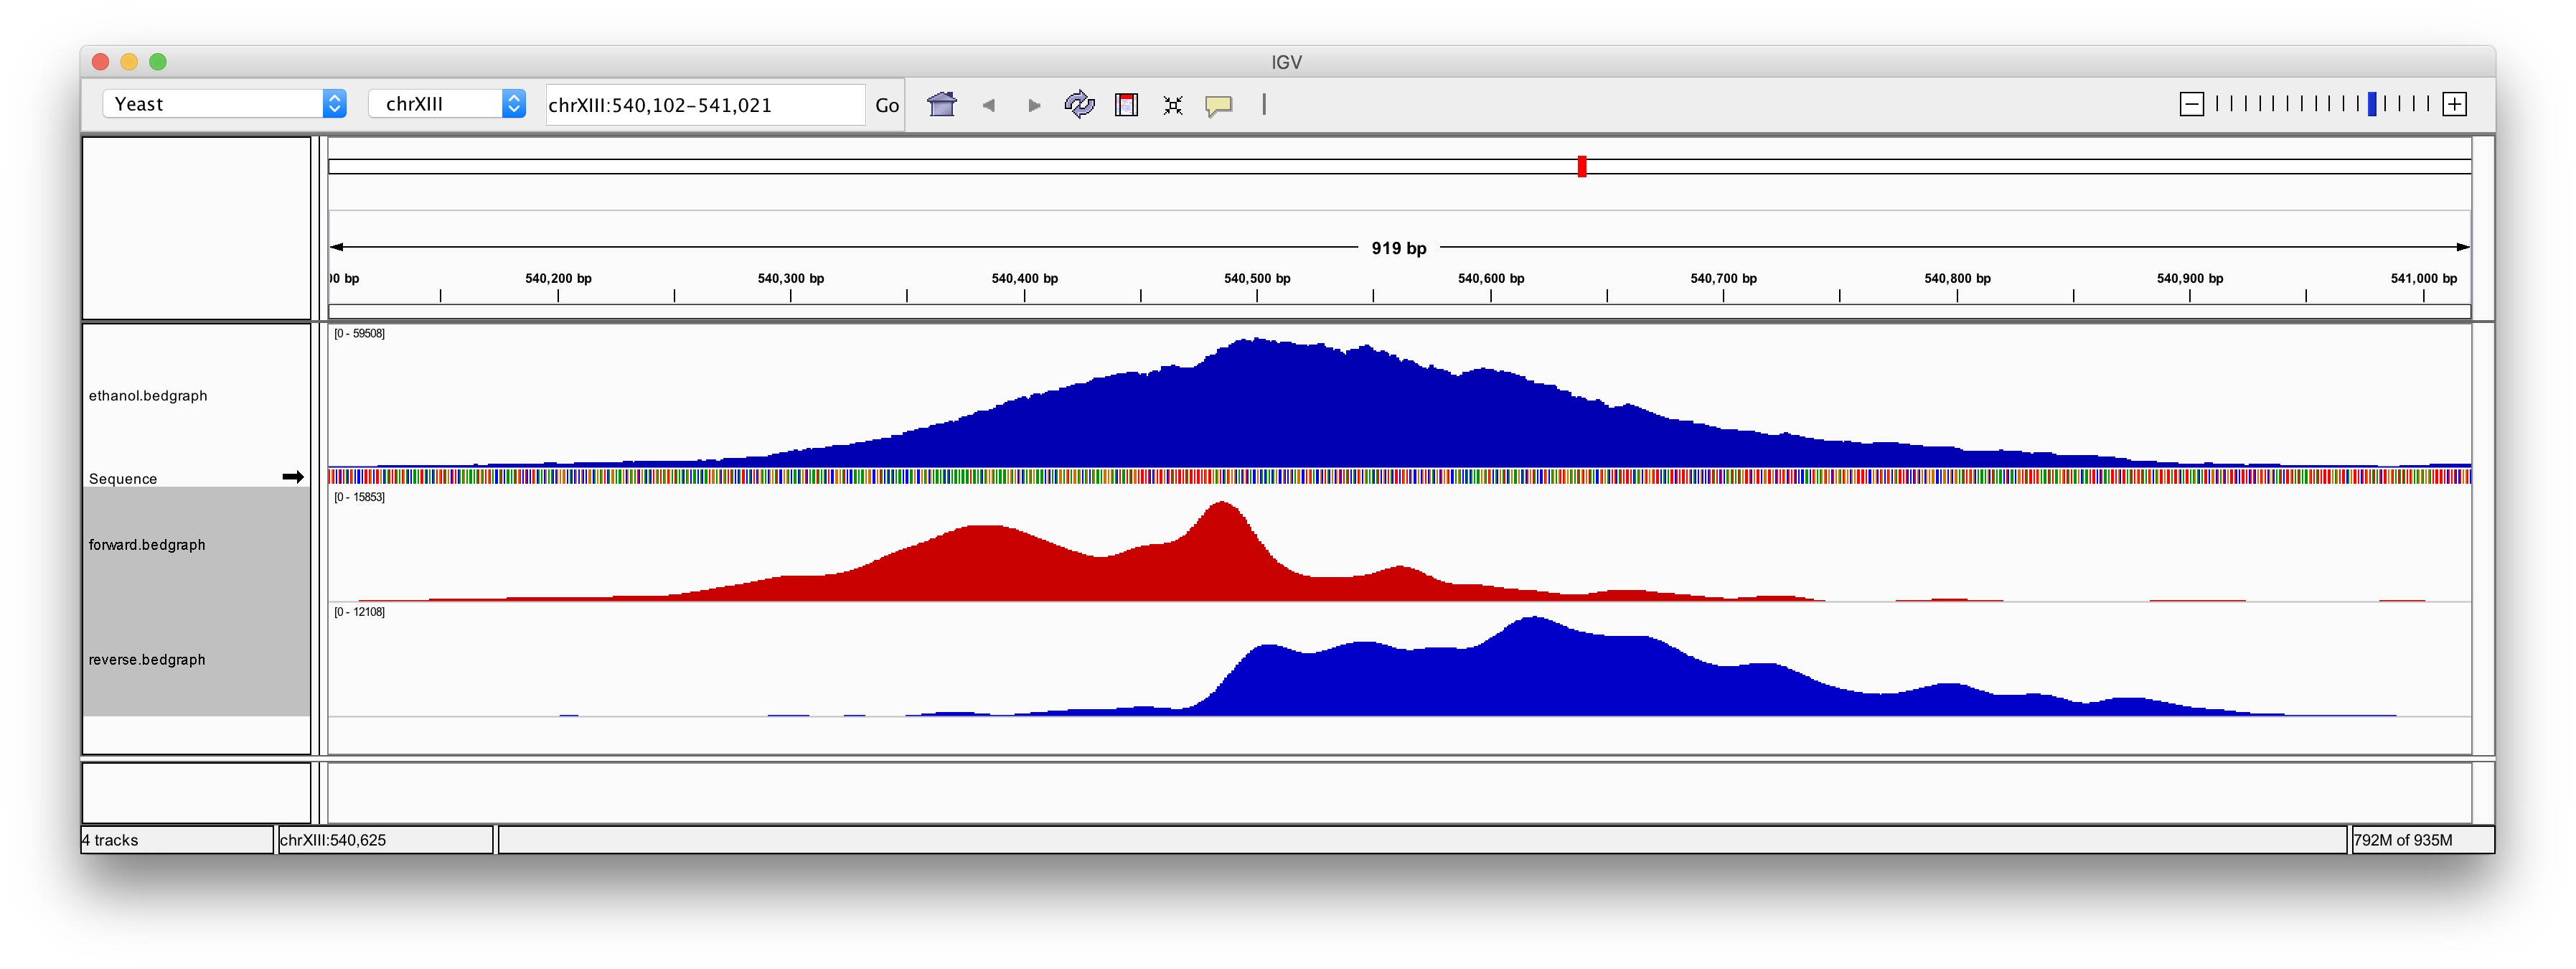 IGV
Yeast chrXIII chrXIII:540,102-541,021 Go
919 bp
00 bp 540,200 bp 540,300 bp 540,400 bp 540,500 bp 540,600 bp 540,700 bp 540,800 bp 540,900 bp 541,000 bp
[0 - 59508]
ethanol.bedgraph
Sequence
[0 - 15853]
forward.bedgraph
[0 - 12108]
reverse.bedgraph
4 tracks chrXIII:540,625 792M of 935M